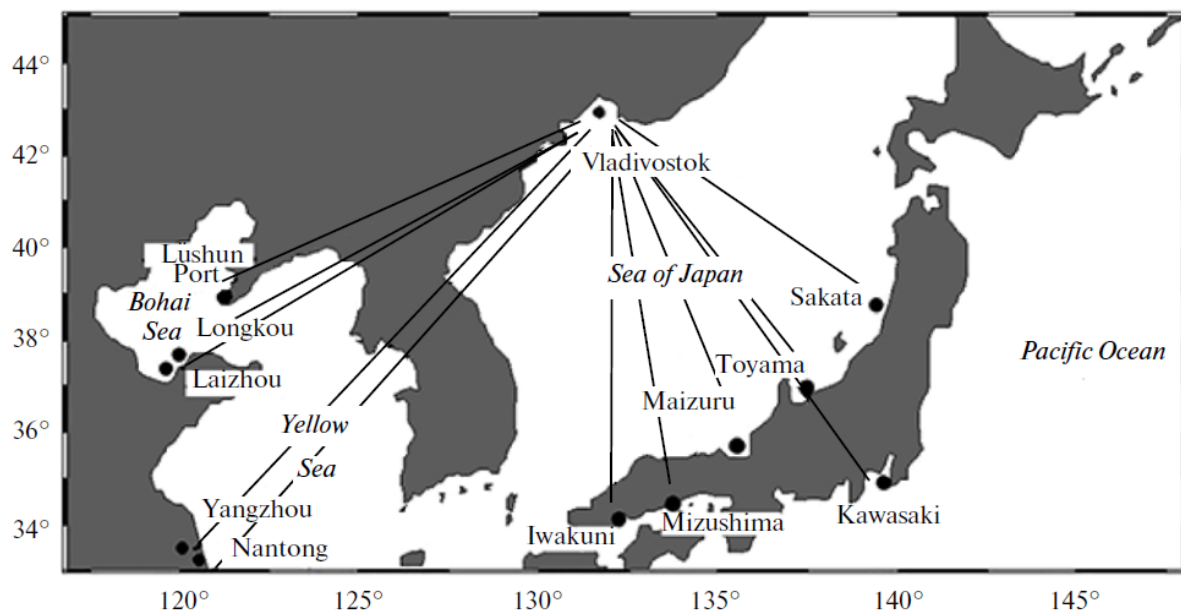 44°
42°
40°
38°
36°
34°
Vladivostok
Lüshun
Port
Bohai
Sea
Longkou
Laizhou
Yellow
Sea
Yangzhou
Nantong
Sea of Japan
Sakata
Toyama
Maizuru
Pacific Ocean
Iwakuni
Mizushima
Kawasaki
120°
125°
130°
135°
140°
145°